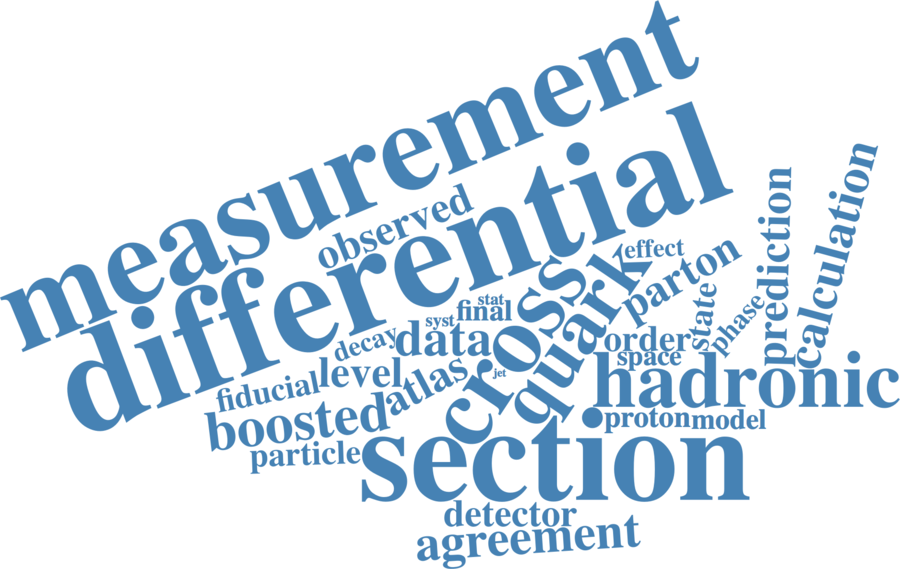 measurement
differential
observed
effect
prediction
calculation
parton
state
phase
stat
final
syst
cross
quark
decay
data
order
space
jet
level
atlas
fiducial
hadronic
boosted
proton
model
particle
section
detector
agreement